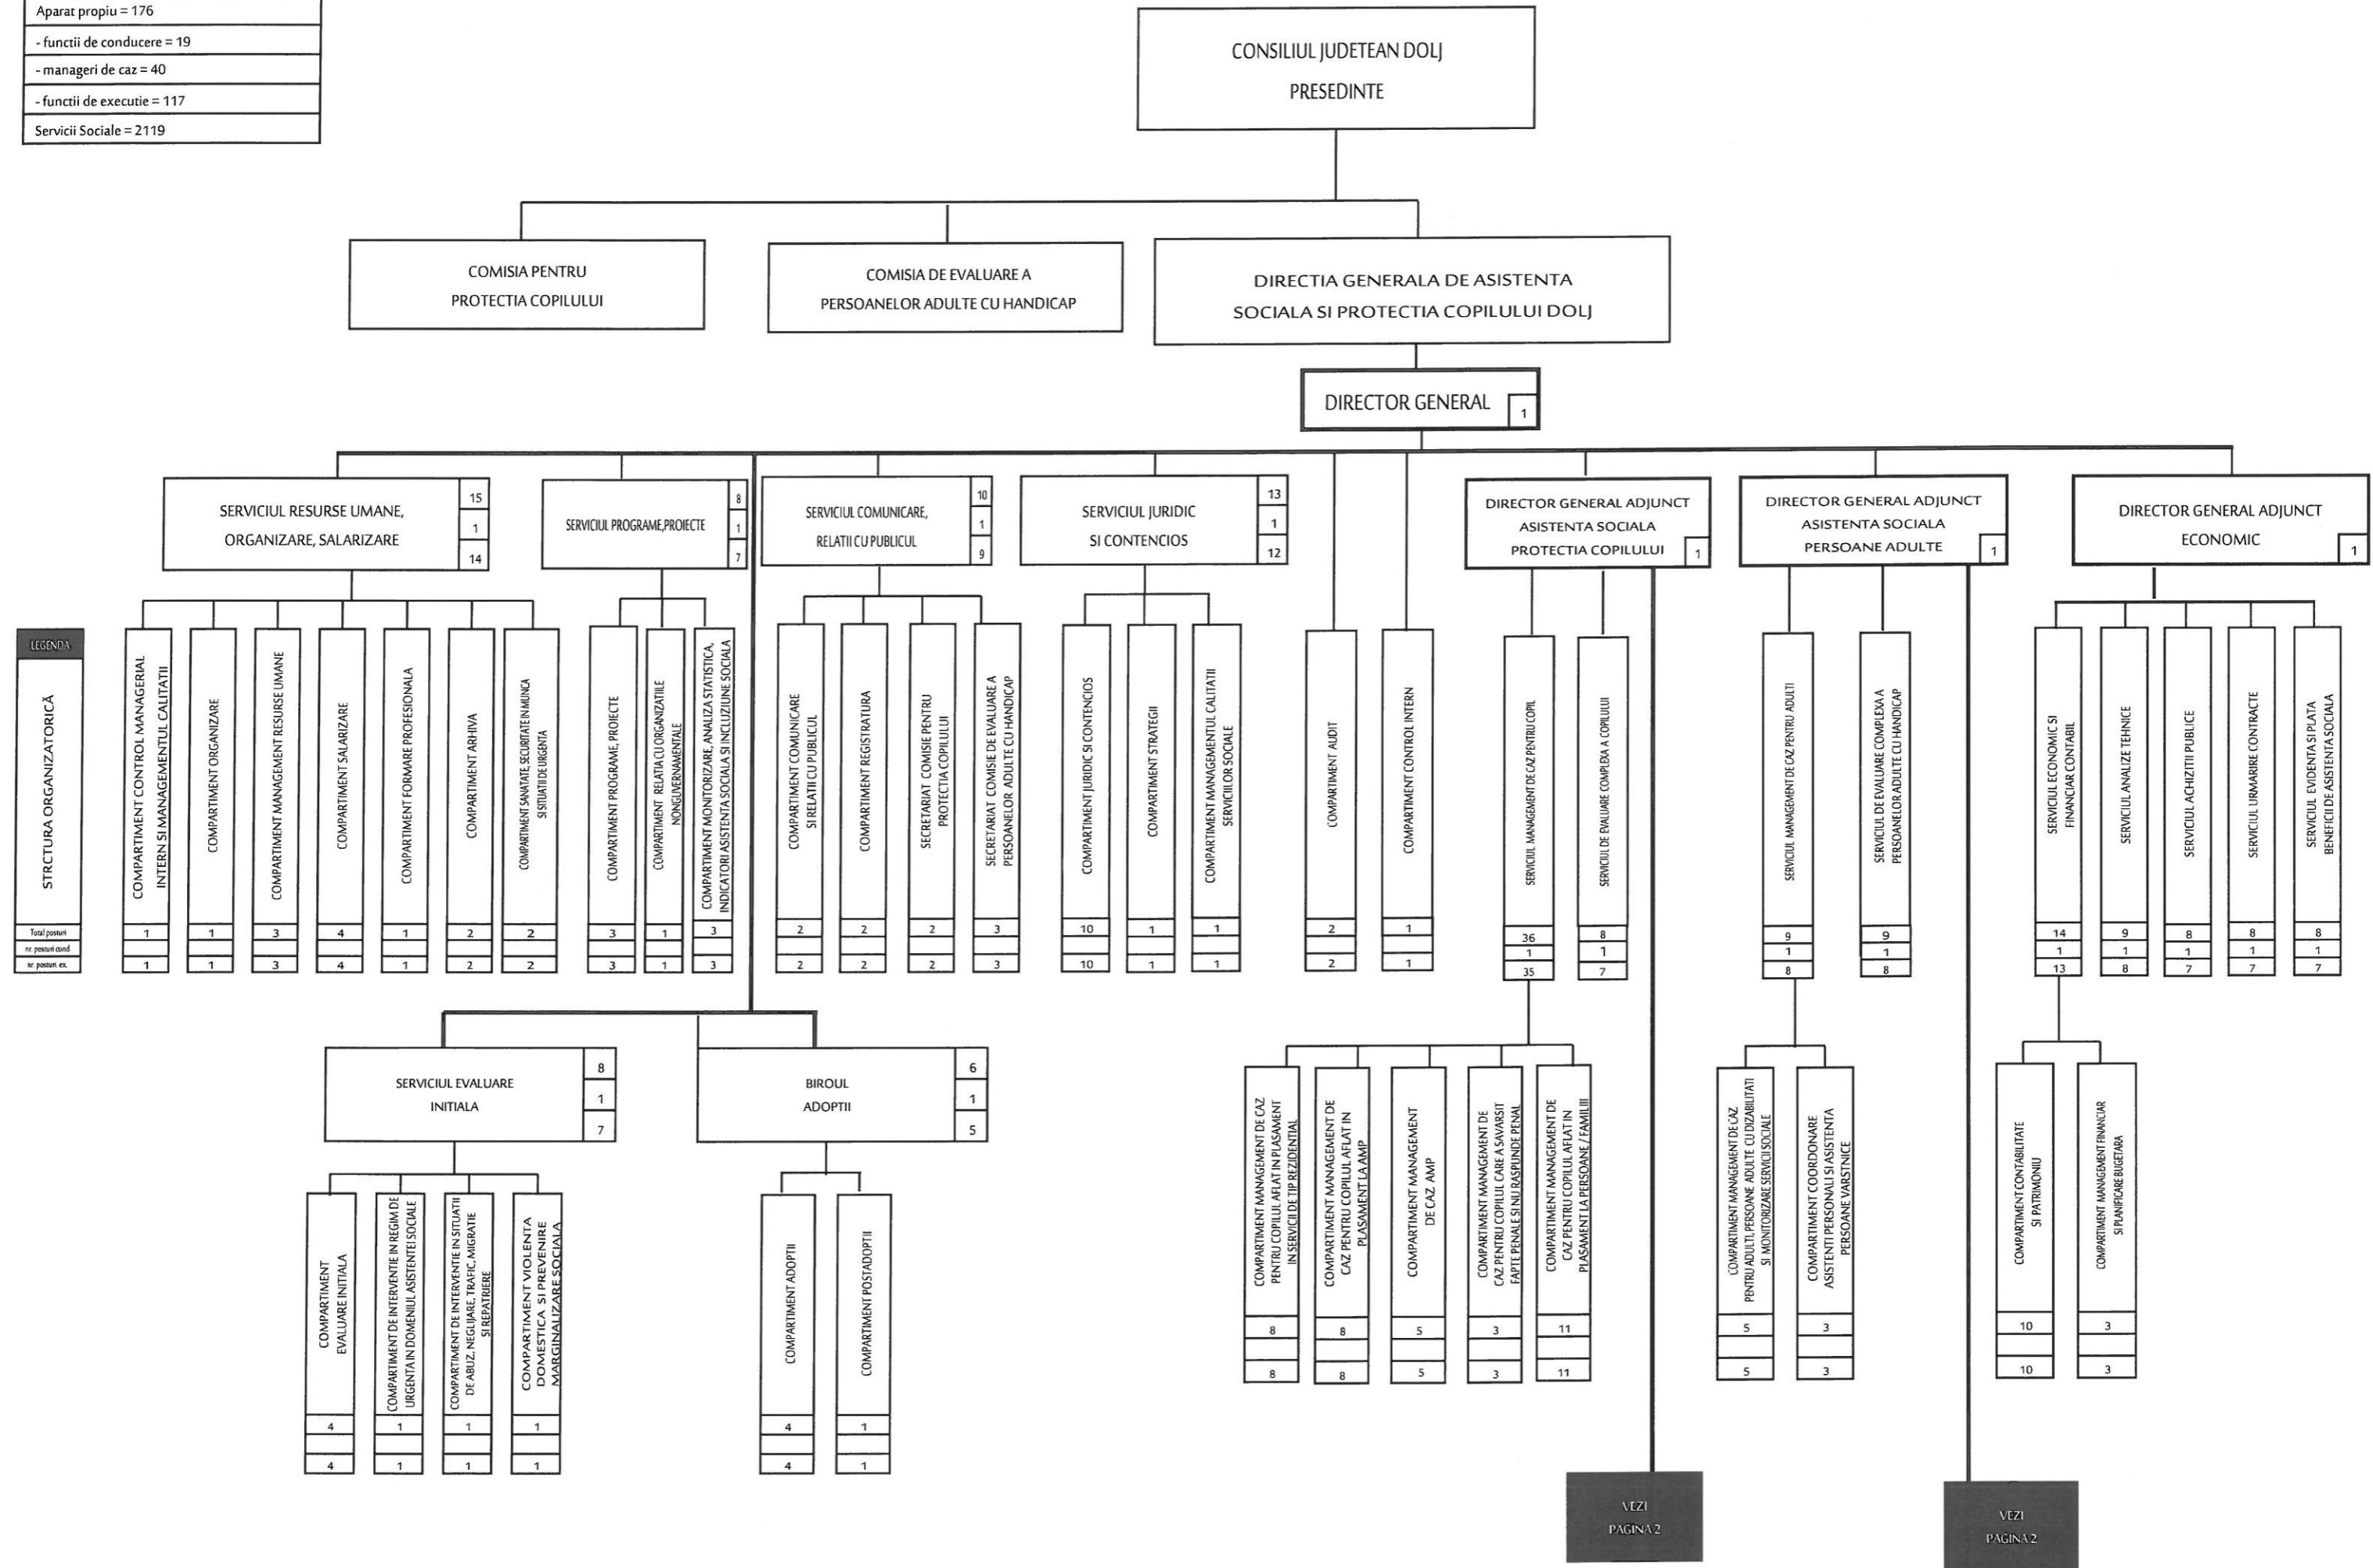 Aparat propiu = 176
- functii de conducere = 19
- manageri de caz = 40
- functii de executie = 117
Servicii Sociale = 2119
CONSILIUL JUDETEAN DOLJ
PRESEDINTE
COMISIA PENTRU
PROTECTIA COPILULUI
COMISIA DE EVALUARE A
PERSOANELOR ADULTE CU HANDICAP
DIRECTIA GENERALA DE ASISTENTA
SOCIALA SI PROTECTIA COPILULUI DOLJ
DIRECTOR GENERAL
1
SERVICIUL RESURSE UMANE,
ORGANIZARE, SALARIZARE
15
1
14
SERVICIUL PROGRAME,PROIECTE
8
1
7
SERVICIUL COMUNICARE,
RELATII CU PUBLICUL
10
1
9
SERVICIUL JURIDIC
SI CONTENCIOS
13
1
12
DIRECTOR GENERAL ADJUNCT
ASISTENTA SOCIALA
PROTECTIA COPILULUI
1
DIRECTOR GENERAL ADJUNCT
ASISTENTA SOCIALA
PERSOANE ADULTE
1
DIRECTOR GENERAL ADJUNCT
ECONOMIC
1
LEGENDA
STRCTURA ORGANIZATORICĂ
Total posturi
nr. posturi cond
nr. posturi. ex.
COMPARTIMENT CONTROL MANAGERIAL
INTERN SI MANAGEMENTUL CALITATII
1
1
COMPARTIMENT ORGANIZARE
1
1
COMPARTIMENT MANAGEMENT RESURSE UMANE
3
3
COMPARTIMENT SALARIZARE
4
4
COMPARTIMENT FORMARE PROFESIONALA
1
1
COMPARTIMENT ARHIVA
2
2
COMPARTIMENT SANATATE, SECURITATE IN MUNCA
SI SITUATII DE URGENTA
2
2
COMPARTIMENT PROGRAME, PROIECTE
3
3
COMPARTIMENT RELATIA CU ORGANIZATIILE
NONGUVERNAMENTALE
1
1
COMPARTIMENT MONITORIZARE, ANALIZA STATISTICA,
INDICATORI ASISTENTA SOCIALA SI INCLUZIUNE SOCIALA
3
3
COMPARTIMENT COMUNICARE
SI RELATII CU PUBLICUL
2
2
COMPARTIMENT REGISTRATURA
2
2
SECRETARIAT COMISIE PENTRU
PROTECTIA COPILULUI
2
2
SECRETARIAT COMISIE DE EVALUARE A
PERSOANELOR ADULTE CU HANDICAP
3
3
COMPARTIMENT JURIDIC SI CONTENCIOS
10
10
COMPARTIMENT STRATEGII
1
1
COMPARTIMENT MANAGEMENTUL CALITATII
SERVICIILOR SOCIALE
1
1
COMPARTIMENT AUDIT
2
2
COMPARTIMENT CONTROL INTERN
1
1
SERVICIUL MANAGEMENT DE CAZ PENTRU COPIL
36
1
35
SERVICIUL DE EVALUARE COMPLEXA A COPILULUI
8
1
7
SERVICIUL MANAGEMENT DE CAZ PENTRU ADULTI
9
1
8
SERVICIUL DE EVALUARE COMPLEXA A
PERSOANELOR ADULTE CU HANDICAP
9
1
8
SERVICIUL ECONOMIC SI
FINANCIAR CONTABIL
14
1
13
SERVICIUL ANALIZE TEHNICE
9
1
8
SERVICIUL ACHIZITII PUBLICE
8
1
7
SERVICIUL URMARIRE CONTRACTE
8
1
7
SERVICIUL EVIDENTA SI PLATA
BENEFICII DE ASISTENTA SOCIALA
8
1
7
SERVICIUL EVALUARE
INITIALA
8
1
7
BIROUL
ADOPTII
6
1
5
COMPARTIMENT
EVALUARE INITIALA
4
4
COMPARTIMENT DE INTERVENTIE IN REGIM DE
URGENTA IN DOMENIUL ASISTENTEI SOCIALE
1
1
COMPARTIMENT DE INTERVENTIE IN SITUATII
DE ABUZ, NEGLIJARE, TRAFIC, MIGRATIE
SI REPATRIERE
1
1
COMPARTIMENT VIOLENTA
DOMESTICA SI PREVENIRE
MARGINALIZARE SOCIALA
1
1
COMPARTIMENT ADOPTII
4
4
COMPARTIMENT POSTADOPTII
1
1
COMPARTIMENT MANAGEMENT DE CAZ
PENTRU COPILUL AFLAT IN PLASAMENT
IN SERVICII DE TIP REZIDENTIAL
8
8
COMPARTIMENT MANAGEMENT DE
CAZ PENTRU COPILUL AFLAT IN
PLASAMENT LA AMP
8
8
COMPARTIMENT MANAGEMENT
DE CAZ AMP
5
5
COMPARTIMENT MANAGEMENT DE
CAZ PENTRU COPILUL CARE A SAVARSIT
FAPTE PENALE SI NU RASPUNDE PENAL
3
3
COMPARTIMENT MANAGEMENT DE
CAZ PENTRU COPILUL AFLAT IN
PLASAMENT LA PERSOANE / FAMILII
11
11
COMPARTIMENT MANAGEMENT DE CAZ
PENTRU ADULTI, PERSOANE ADULTE CU DIZABILITATI
SI MONITORIZARE SERVICII SOCIALE
5
5
COMPARTIMENT COORDONARE
ASISTENTI PERSONALI SI ASISTENTA
PERSOANE VARSTNICE
3
3
COMPARTIMENT CONTABILITATE
SI PATRIMONIU
10
10
COMPARTIMENT MANAGEMENT FINANCIAR
SI PLANIFICARE BUGETARA
3
3
VEZI
PAGINA 2
VEZI
PAGINA 2